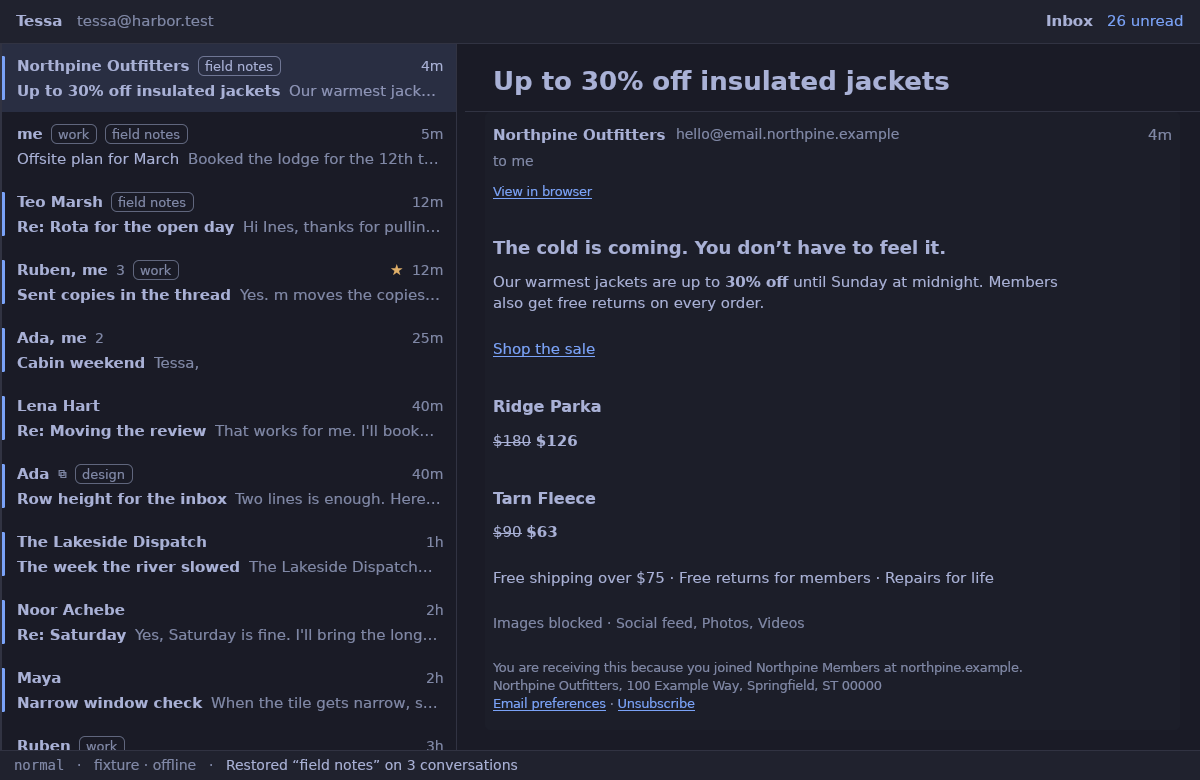 Tessa tessa@harbor.test Inbox 26 unread
Northpine Outfitters field notes 4m
Up to 30% off insulated jackets Our warmest jack…
me work field notes 5m
Offsite plan for March Booked the lodge for the 12th t…
Teo Marsh field notes 12m
Re: Rota for the open day Hi Ines, thanks for pullin…
Ruben, me 3 work ★ 12m
Sent copies in the thread Yes. m moves the copies…
Ada, me 2 25m
Cabin weekend Tessa,
Lena Hart 40m
Re: Moving the review That works for me. I'll book…
Ada design 40m
Row height for the inbox Two lines is enough. Here…
The Lakeside Dispatch 1h
The week the river slowed The Lakeside Dispatch…
Noor Achebe 2h
Re: Saturday Yes, Saturday is fine. I'll bring the long…
Maya 2h
Narrow window check When the tile gets narrow, s…
Ruben work 3h
Up to 30% off insulated jackets
Northpine Outfitters hello@email.northpine.example 4m
to me
View in browser
The cold is coming. You don’t have to feel it.
Our warmest jackets are up to 30% off until Sunday at midnight. Members
also get free returns on every order.
Shop the sale
Ridge Parka
$180 $126
Tarn Fleece
$90 $63
Free shipping over $75 · Free returns for members · Repairs for life
Images blocked · Social feed, Photos, Videos
You are receiving this because you joined Northpine Members at northpine.example.
Northpine Outfitters, 100 Example Way, Springfield, ST 00000
Email preferences · Unsubscribe
normal · fixture · offline · Restored “field notes” on 3 conversations